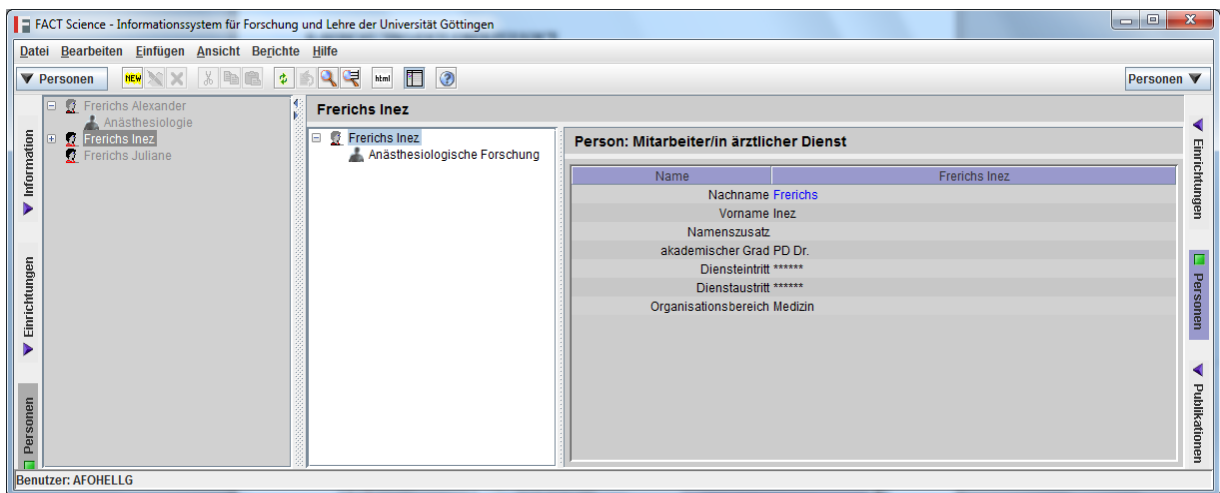 FACT Science - Informationssystem für Forschung und Lehre der Universität Göttingen
Datei Bearbeiten Einfügen Ansicht Berichte Hilfe
Personen NEW html Personen
Information
Einrichtungen
Personen
Frerichs Alexander
Anästhesiologie
Frerichs Inez
Frerichs Juliane
Frerichs Inez
Frerichs Inez
Anästhesiologische Forschung
Person: Mitarbeiter/in ärztlicher Dienst
Name Frerichs Inez
Nachname Frerichs
Vorname Inez
Namenszusatz
akademischer Grad PD Dr.
Diensteintritt ******
Dienstaustritt ******
Organisationsbereich Medizin
Einrichtungen
Personen
Publikationen
Benutzer: AFOHELLG